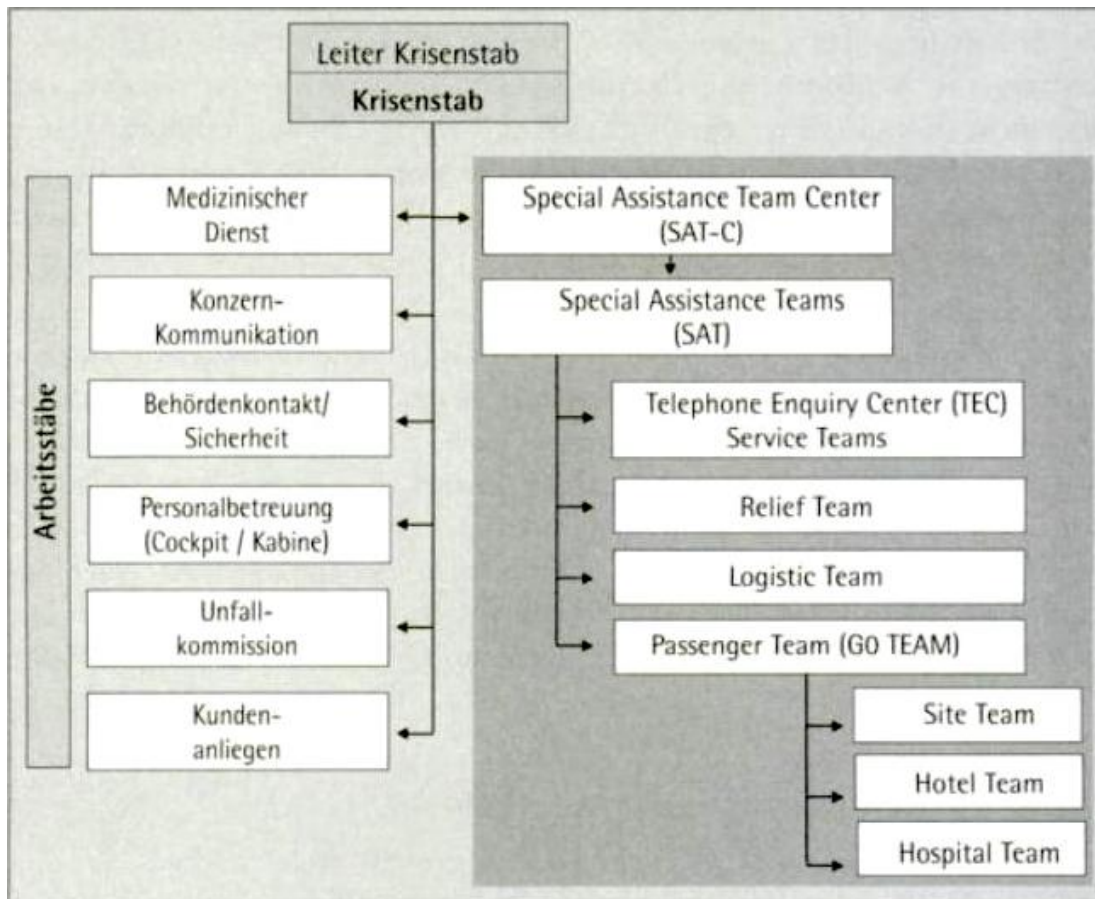 Leiter Krisenstab
Krisenstab
Arbeitsstäbe
Medizinischer
Dienst
Konzern-
Kommunikation
Behördenkontakt/
Sicherheit
Personalbetreuung
(Cockpit / Kabine)
Unfall-
kommission
Kunden-
anliegen
Special Assistance Team Center
(SAT-C)
Special Assistance Teams
(SAT)
Telephone Enquiry Center (TEC)
Service Teams
Relief Team
Logistic Team
Passenger Team (GO TEAM)
Site Team
Hotel Team
Hospital Team